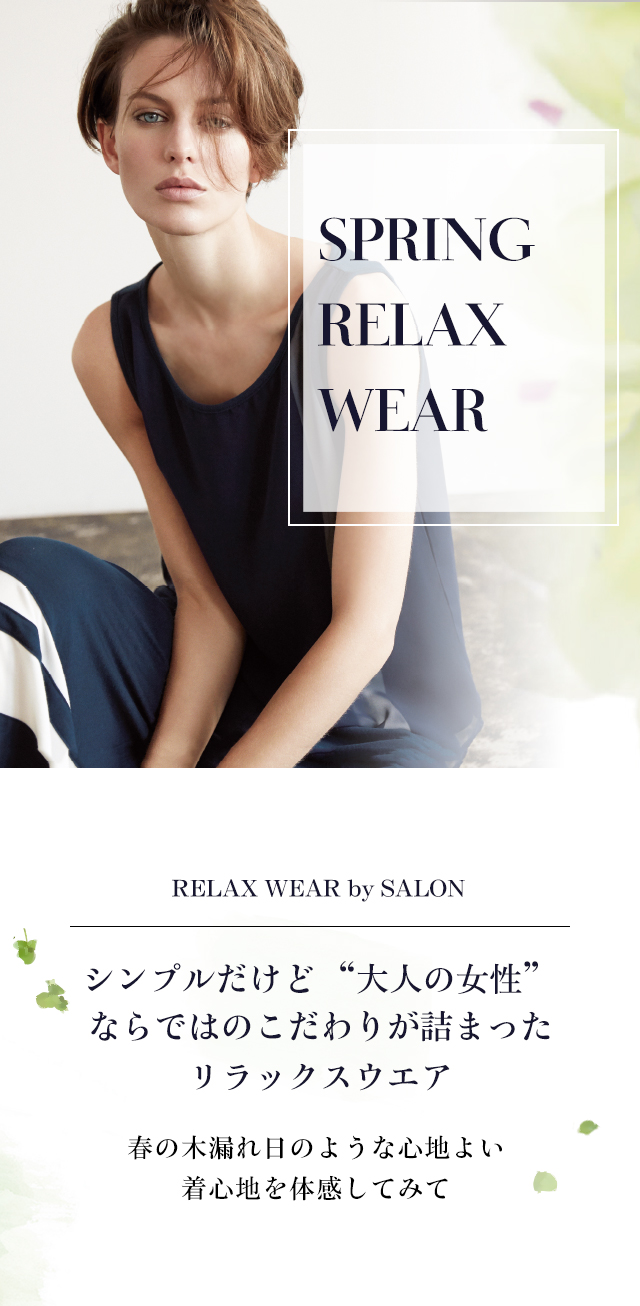 SPRING
RELAX
WEAR
RELAX WEAR by SALON
シンプルだけど “大人の女性”
ならではのこだわりが詰まった
リラックスウエア
春の木漏れ日のような心地よい
着心地を体感してみて